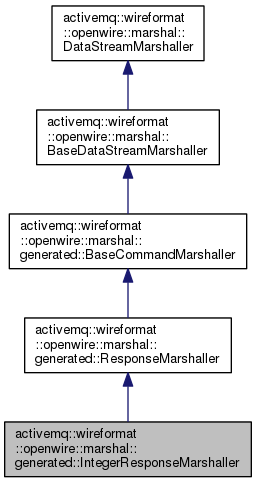 activemq::wireformat
::openwire::marshal::
DataStreamMarshaller
activemq::wireformat
::openwire::marshal::
BaseDataStreamMarshaller
activemq::wireformat
::openwire::marshal::
generated::BaseCommandMarshaller
activemq::wireformat
::openwire::marshal::
generated::ResponseMarshaller
activemq::wireformat
::openwire::marshal::
generated::IntegerResponseMarshaller